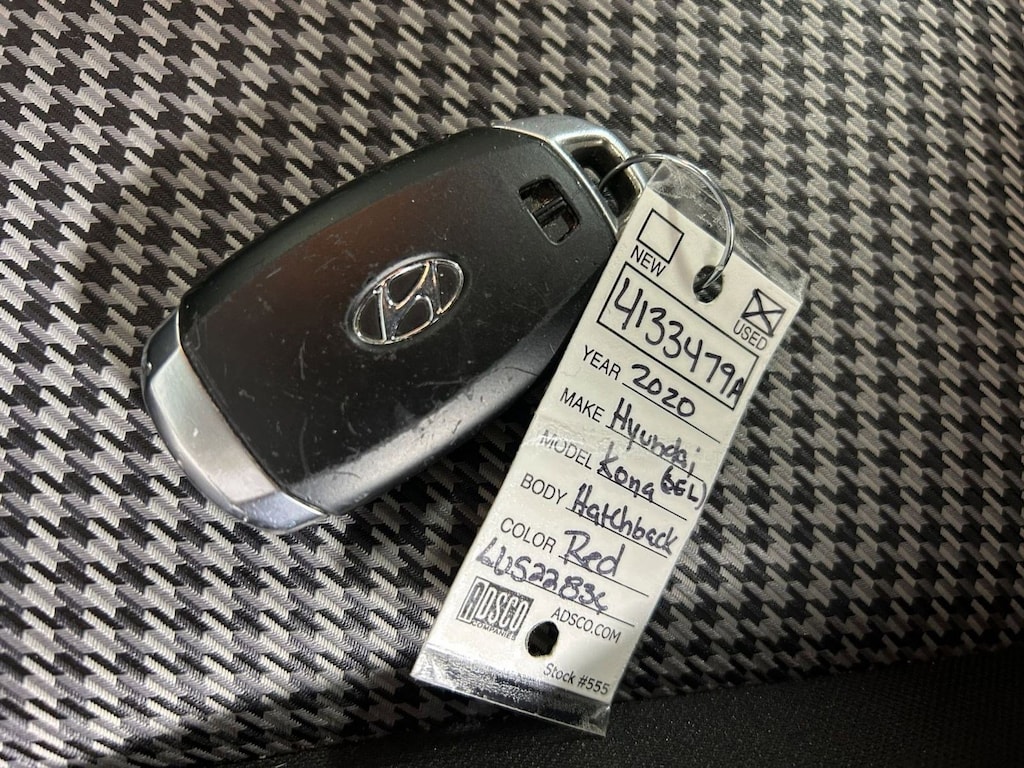 NEW
USED
4133479A
YEAR 2020
MAKE Hyundai
MODEL Kona (SEL)
BODY Hatchback
COLOR Red
LU522836
ADSCO
COMPANIES
ADSCO.COM
Stock #555